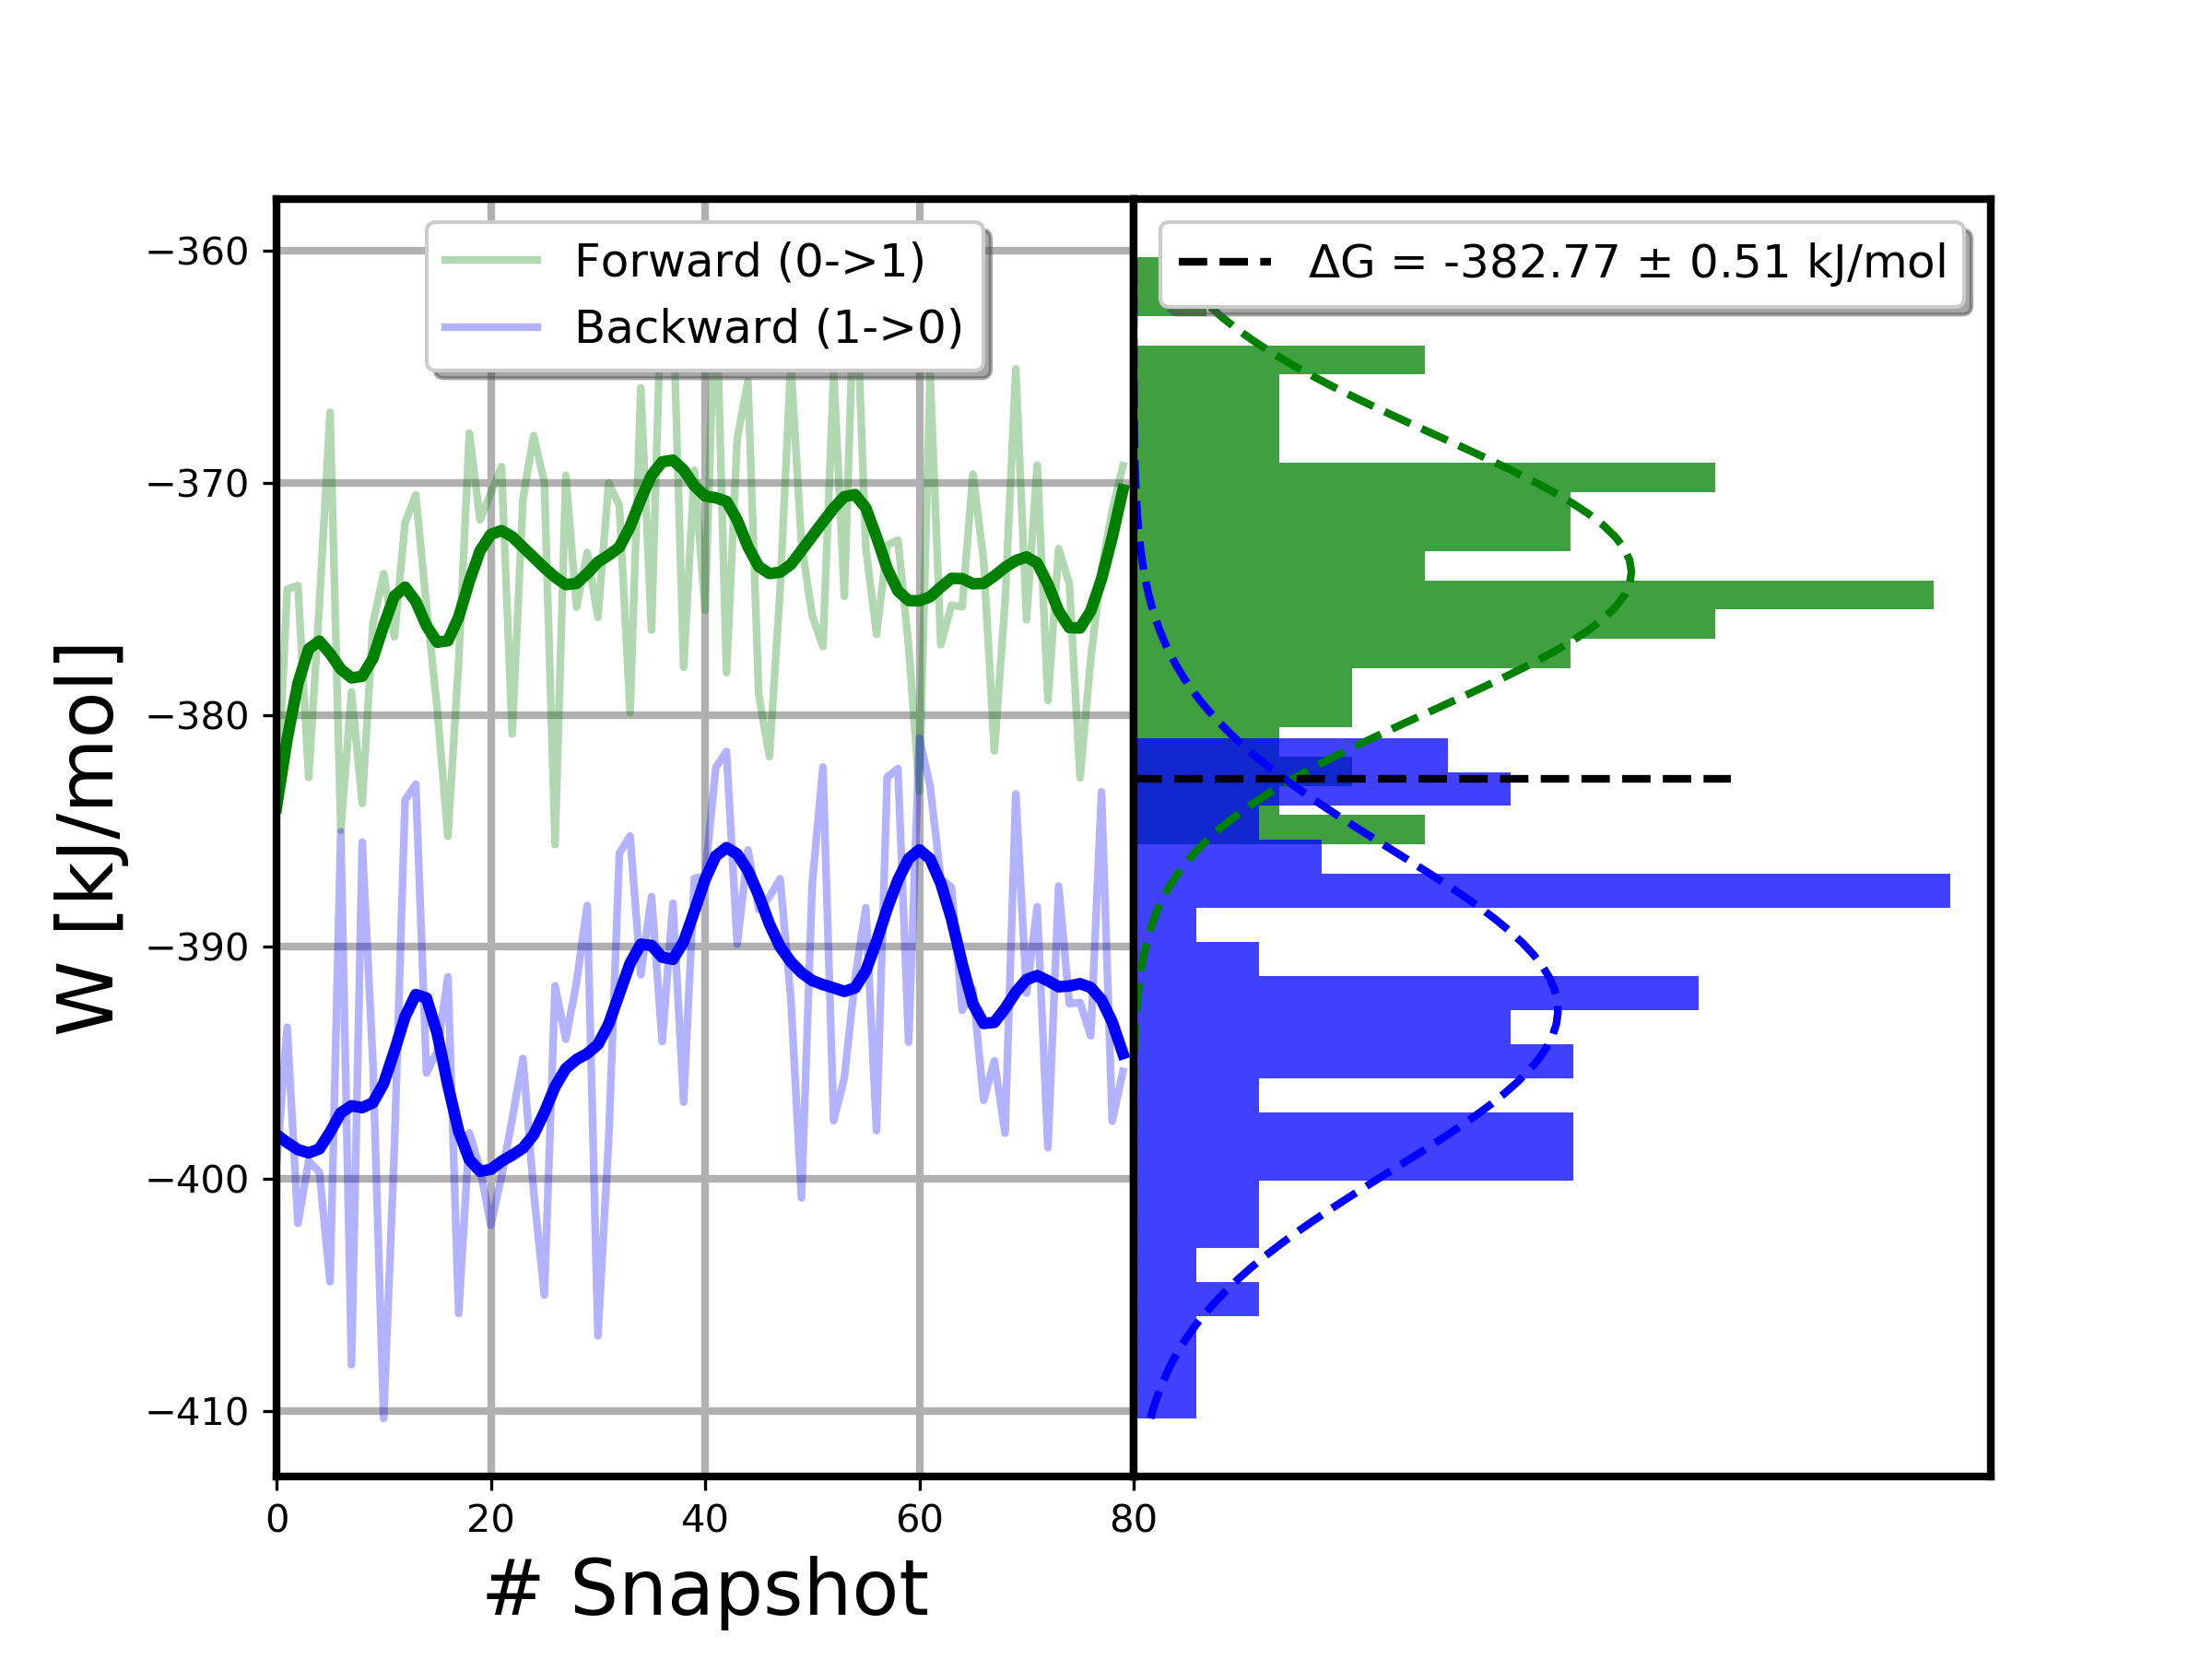 Forward (0->1)
Backward (1->0)
ΔG = -382.77 ± 0.51 kJ/mol
−360
−370
−380
−390
−400
−410
W [kJ/mol]
0
20
40
60
80
# Snapshot